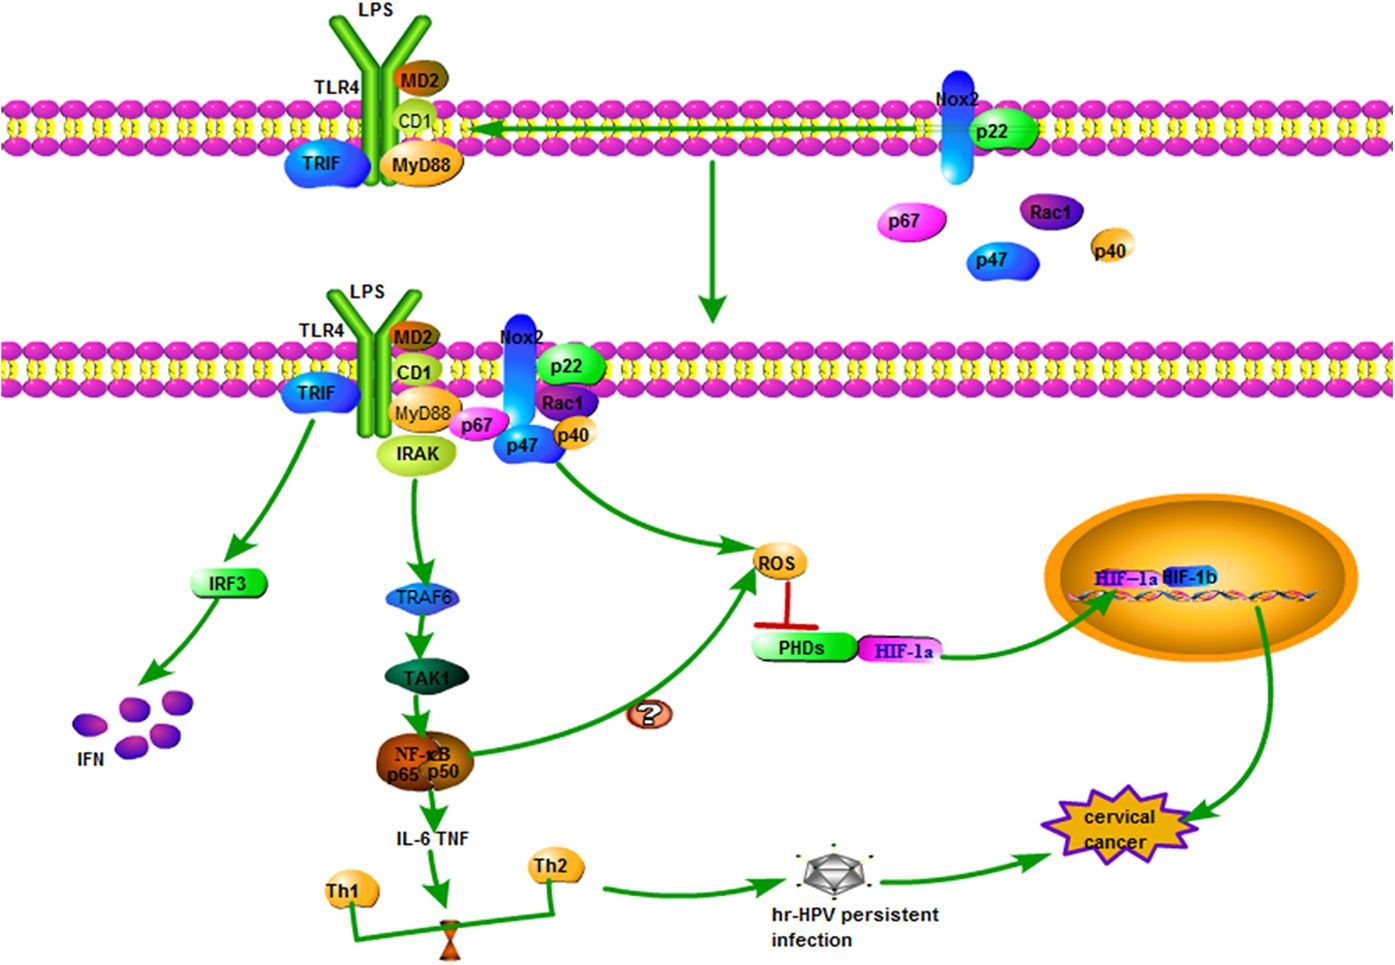 LPS
TLR4
MD2
CD1
TRIF
MyD88
Nox2
p22
p67
Rac1
p47
p40
LPS
TLR4
MD2
CD1
TRIF
MyD88
IRAK
Nox2
p22
Rac1
p67
p47
p40
IRF3
IFN
TRAF6
TAK1
NF-κB
p65 p50
IL-6 TNF
Th1
Th2
ROS
?
PHDs
HIF-1a
HIF-1a
HIF-1b
hr-HPV persistent
infection
cervical
cancer